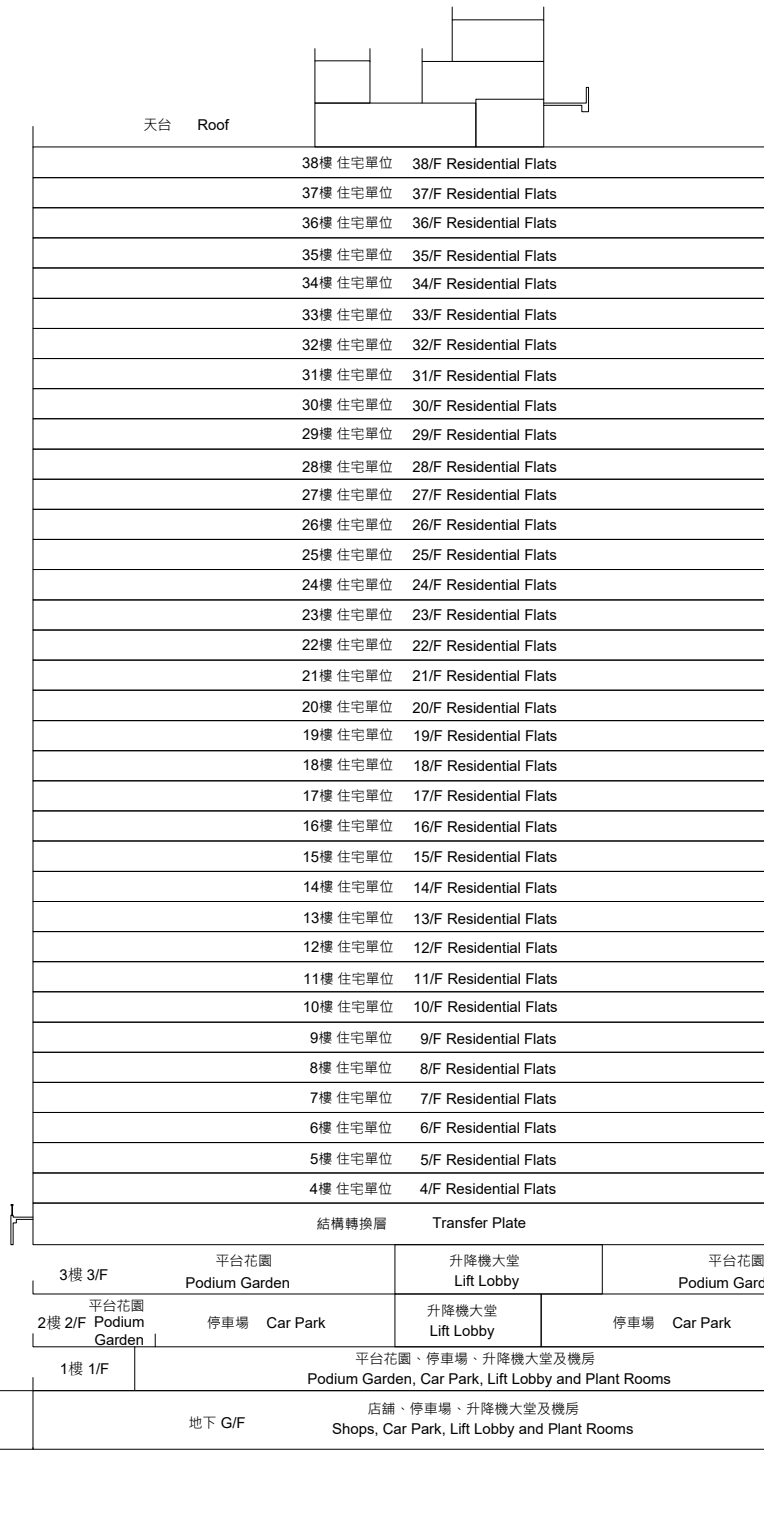 天台 Roof
38樓 住宅單位 38/F Residential Flats
37樓 住宅單位 37/F Residential Flats
36樓 住宅單位 36/F Residential Flats
35樓 住宅單位 35/F Residential Flats
34樓 住宅單位 34/F Residential Flats
33樓 住宅單位 33/F Residential Flats
32樓 住宅單位 32/F Residential Flats
31樓 住宅單位 31/F Residential Flats
30樓 住宅單位 30/F Residential Flats
29樓 住宅單位 29/F Residential Flats
28樓 住宅單位 28/F Residential Flats
27樓 住宅單位 27/F Residential Flats
26樓 住宅單位 26/F Residential Flats
25樓 住宅單位 25/F Residential Flats
24樓 住宅單位 24/F Residential Flats
23樓 住宅單位 23/F Residential Flats
22樓 住宅單位 22/F Residential Flats
21樓 住宅單位 21/F Residential Flats
20樓 住宅單位 20/F Residential Flats
19樓 住宅單位 19/F Residential Flats
18樓 住宅單位 18/F Residential Flats
17樓 住宅單位 17/F Residential Flats
16樓 住宅單位 16/F Residential Flats
15樓 住宅單位 15/F Residential Flats
14樓 住宅單位 14/F Residential Flats
13樓 住宅單位 13/F Residential Flats
12樓 住宅單位 12/F Residential Flats
11樓 住宅單位 11/F Residential Flats
10樓 住宅單位 10/F Residential Flats
9樓 住宅單位 9/F Residential Flats
8樓 住宅單位 8/F Residential Flats
7樓 住宅單位 7/F Residential Flats
6樓 住宅單位 6/F Residential Flats
5樓 住宅單位 5/F Residential Flats
4樓 住宅單位 4/F Residential Flats
結構轉換層 Transfer Plate
3樓 3/F
平台花園
Podium Garden
升降機大堂
Lift Lobby
平台花園
Podium Gard
2樓 2/F
平台花園
Podium
Garden
停車場 Car Park
升降機大堂
Lift Lobby
停車場 Car Park
1樓 1/F
平台花園、停車場、升降機大堂及機房
Podium Garden, Car Park, Lift Lobby and Plant Rooms
地下 G/F
店舖、停車場、升降機大堂及機房
Shops, Car Park, Lift Lobby and Plant Rooms